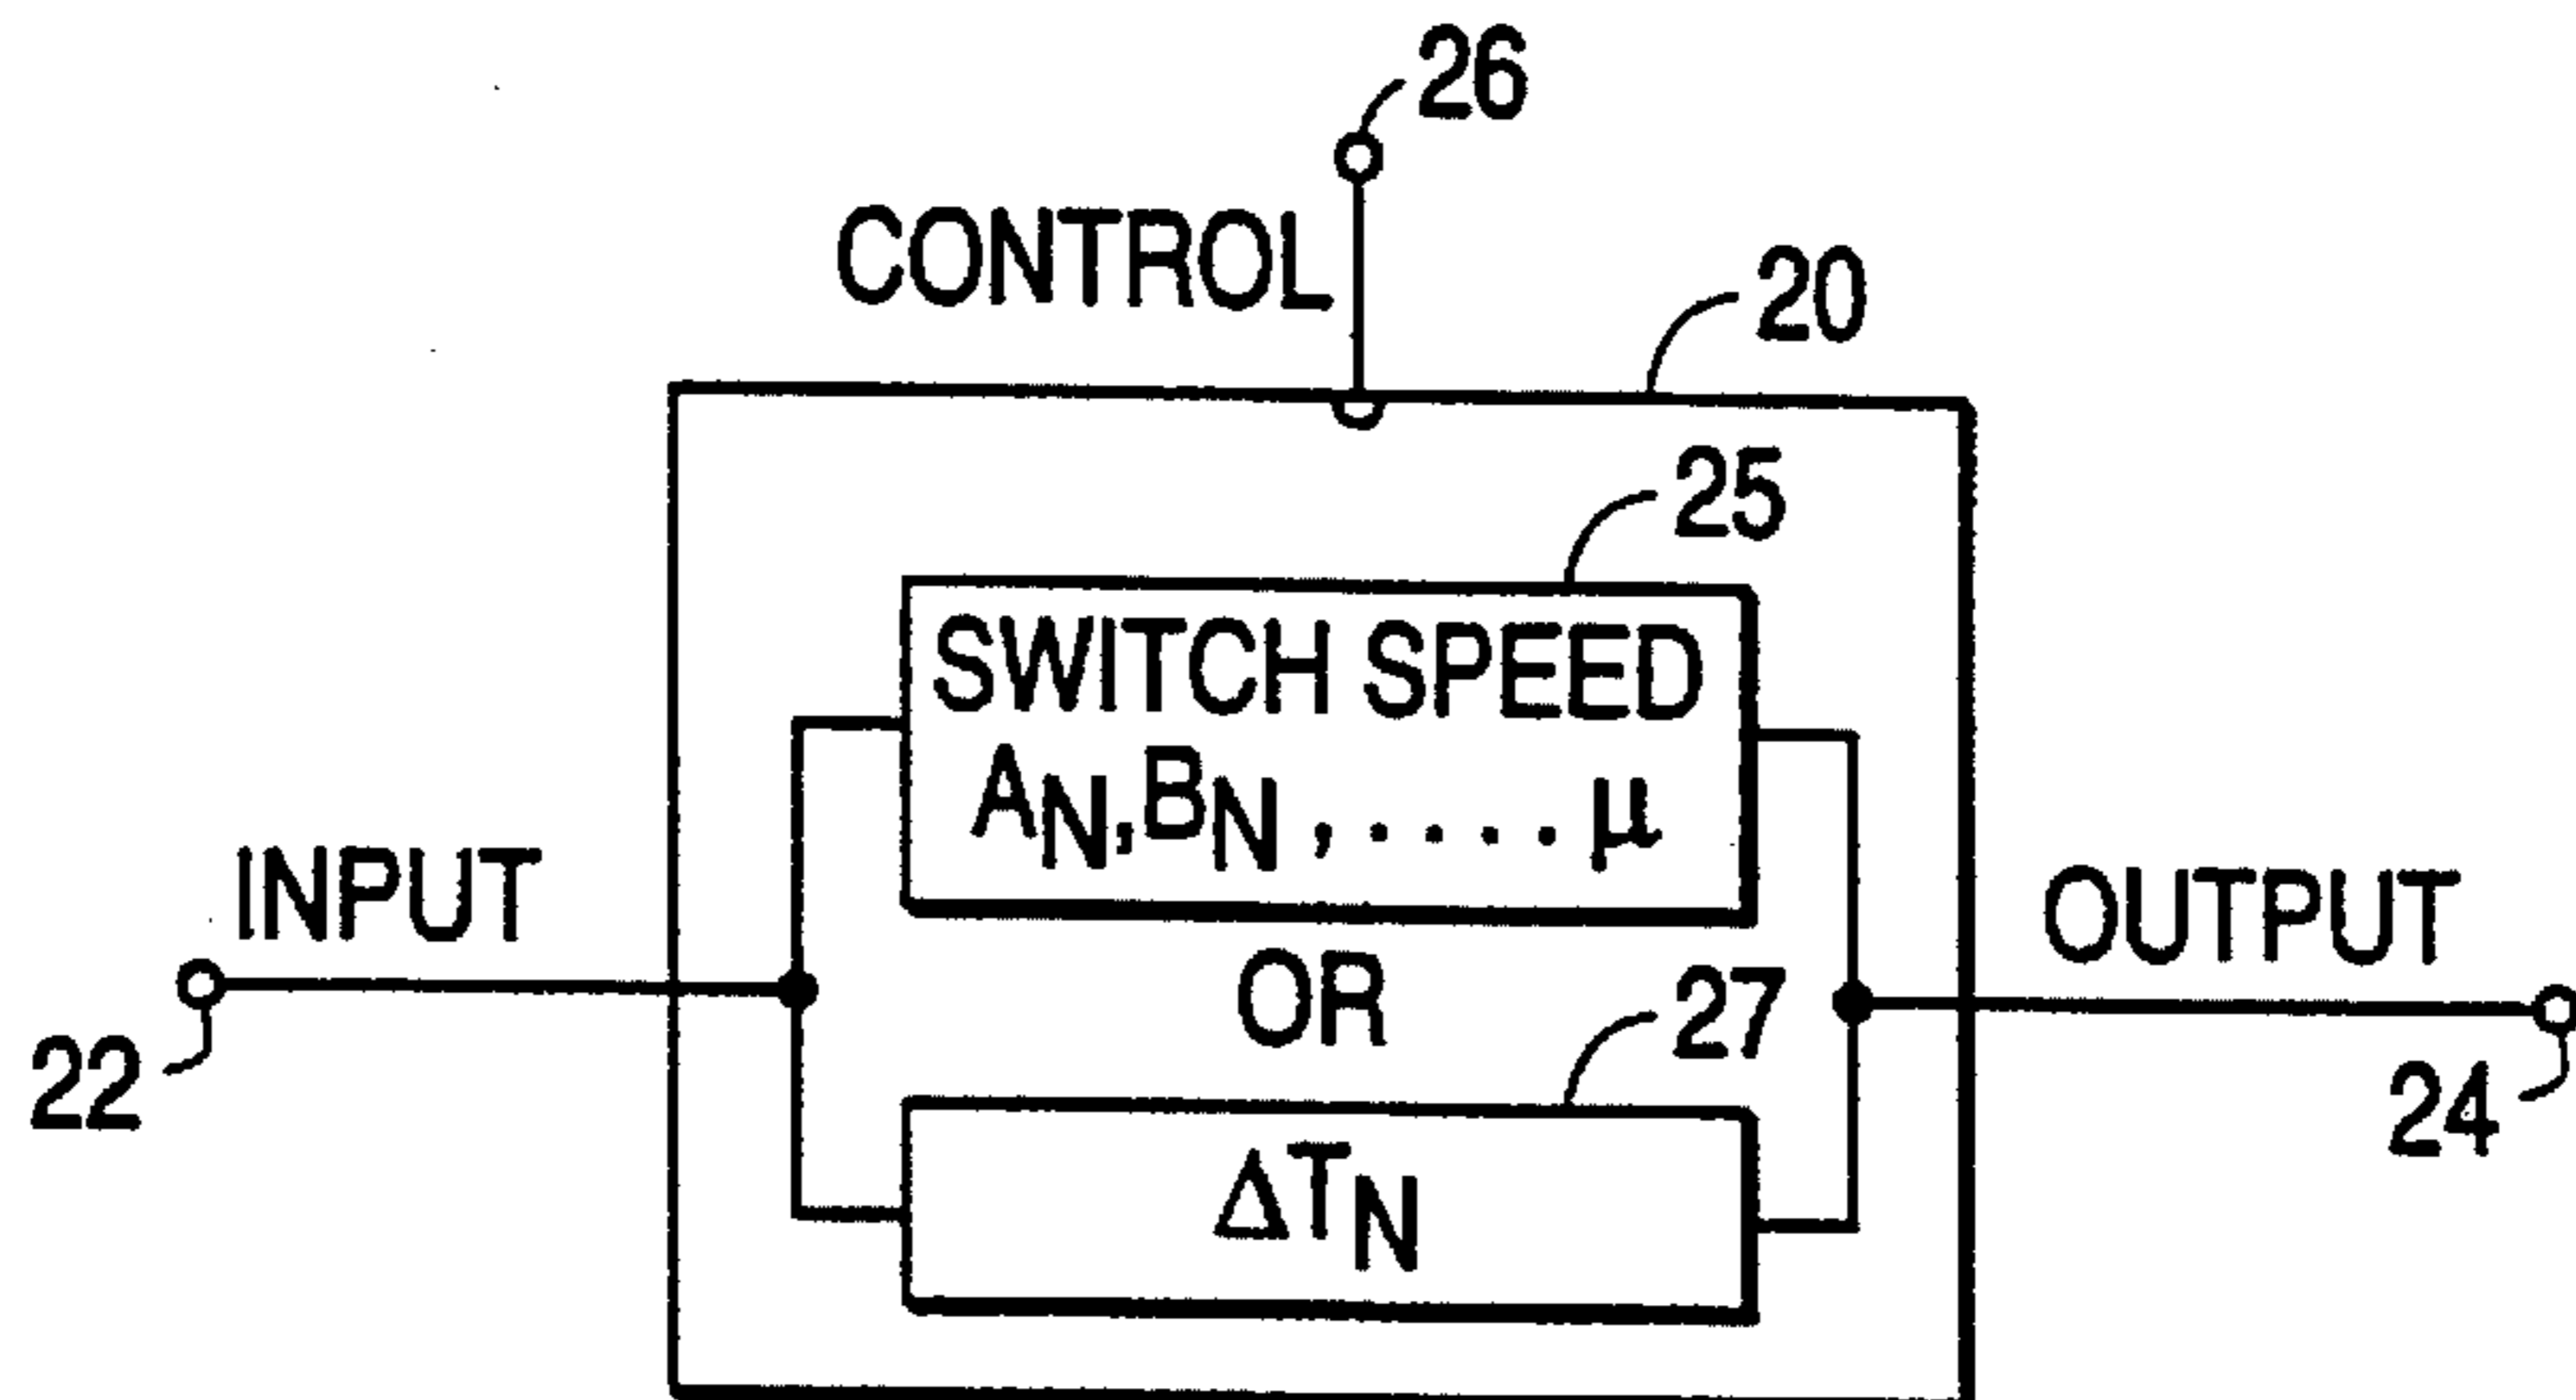 26
CONTROL
20
25
SWITCH SPEED
AN, BN, .... μ
INPUT
OUTPUT
OR
27
22
24
ΔTN